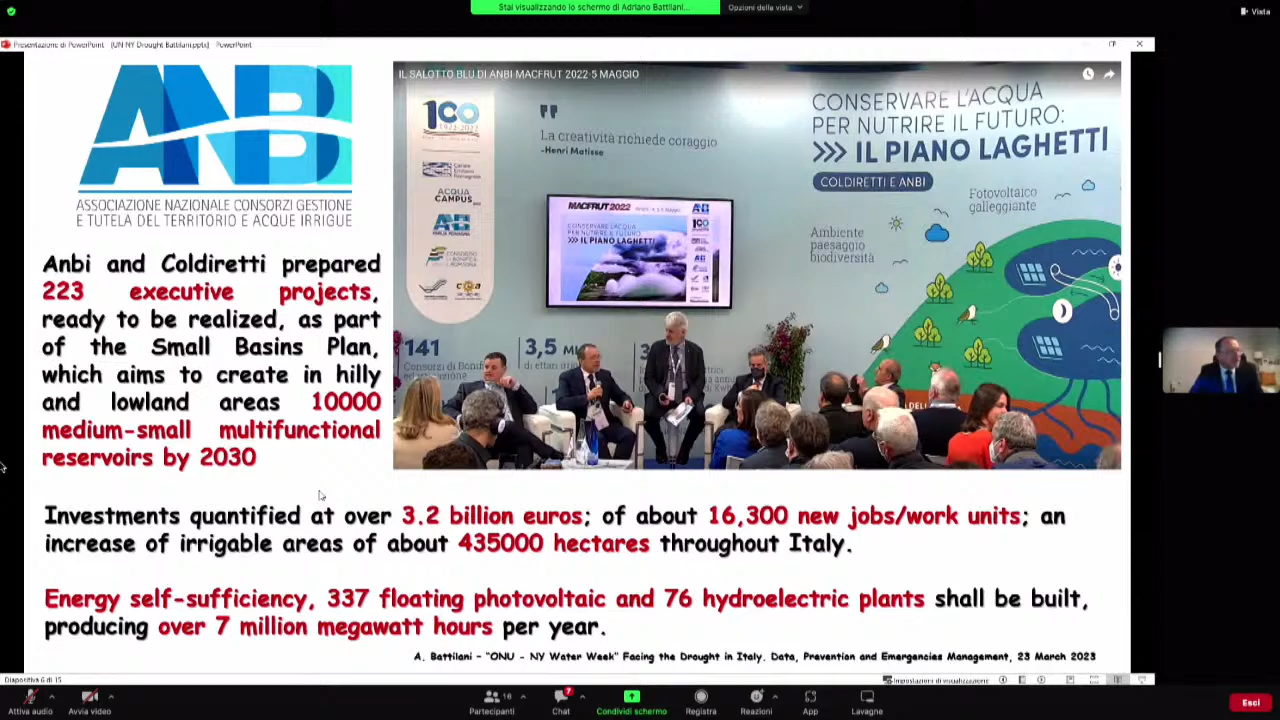 Stai visualizzando lo schermo di Adriano Battilani...
Opzioni della vista
Vista
Presentazione di PowerPoint - [UN NY Drought Battilani.pptx] - PowerPoint
ANBI
ASSOCIAZIONE NAZIONALE CONSORZI GESTIONE
E TUTELA DEL TERRITORIO E ACQUE IRRIGUE
Anbi and Coldiretti prepared
223 executive projects,
ready to be realized, as part
of the Small Basins Plan,
which aims to create in hilly
and lowland areas 10000
medium-small multifunctional
reservoirs by 2030
IL SALOTTO BLU DI ANBI MACFRUT 2022-5 MAGGIO
100
1922-2022
ACQUA
CAMPUS
ANBI
"
La creatività richiede coraggio
-Henri Matisse
MACFRUT2022
ANBI
CONSERVARE L'ACQUA
PER NUTRIRE IL FUTURO:
>>> IL PIANO LAGHETTI
CONSERVARE L'ACQUA
PER NUTRIRE IL FUTURO:
>>> IL PIANO LAGHETTI
COLDIRETTI E ANBI
Fotovoltaico
galleggiante
Ambiente
paesaggio
biodiversità
141
Consorzi di Bonifica
3,5
di ettari
Investments quantified at over 3.2 billion euros; of about 16,300 new jobs/work units; an
increase of irrigable areas of about 435000 hectares throughout Italy.
Energy self-sufficiency, 337 floating photovoltaic and 76 hydroelectric plants shall be built,
producing over 7 million megawatt hours per year.
A. Battilani – "ONU - NY Water Week" Facing the Drought in Italy. Data, Prevention and Emergencies Management, 23 March 2023
Diapositiva 6 di 15
Impostazioni di visualizzazione
Attiva audio
Avvia video
Partecipanti
16
Chat
7
Condividi schermo
Registra
Reazioni
App
Lavagne
Esci